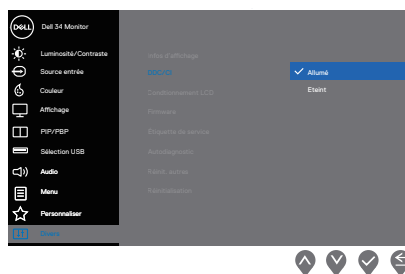 DELL
Dell 34 Monitor
Luminosité/Contraste
Source entrée
Couleur
Affichage
PIP/PBP
Sélection USB
Audio
Menu
Personnaliser
Divers
Infos d'affichage
DDC/CI
Conditionnement LCD
Firmware
Etiquette de service
Autodiagnostic
Réinit. autres
Réinitialisation
Allumé
Eteint